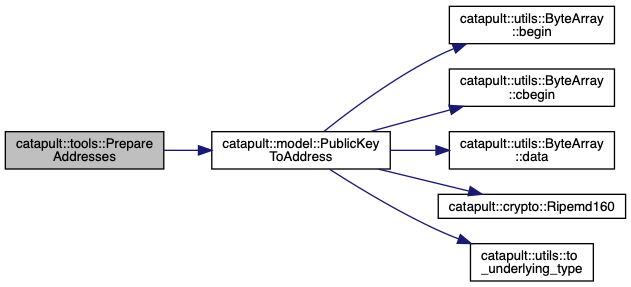 catapult::tools::Prepare
Addresses
catapult::model::PublicKey
ToAddress
catapult::utils::ByteArray
::begin
catapult::utils::ByteArray
::cbegin
catapult::utils::ByteArray
::data
catapult::crypto::Ripemd160
catapult::utils::to
_underlying_type